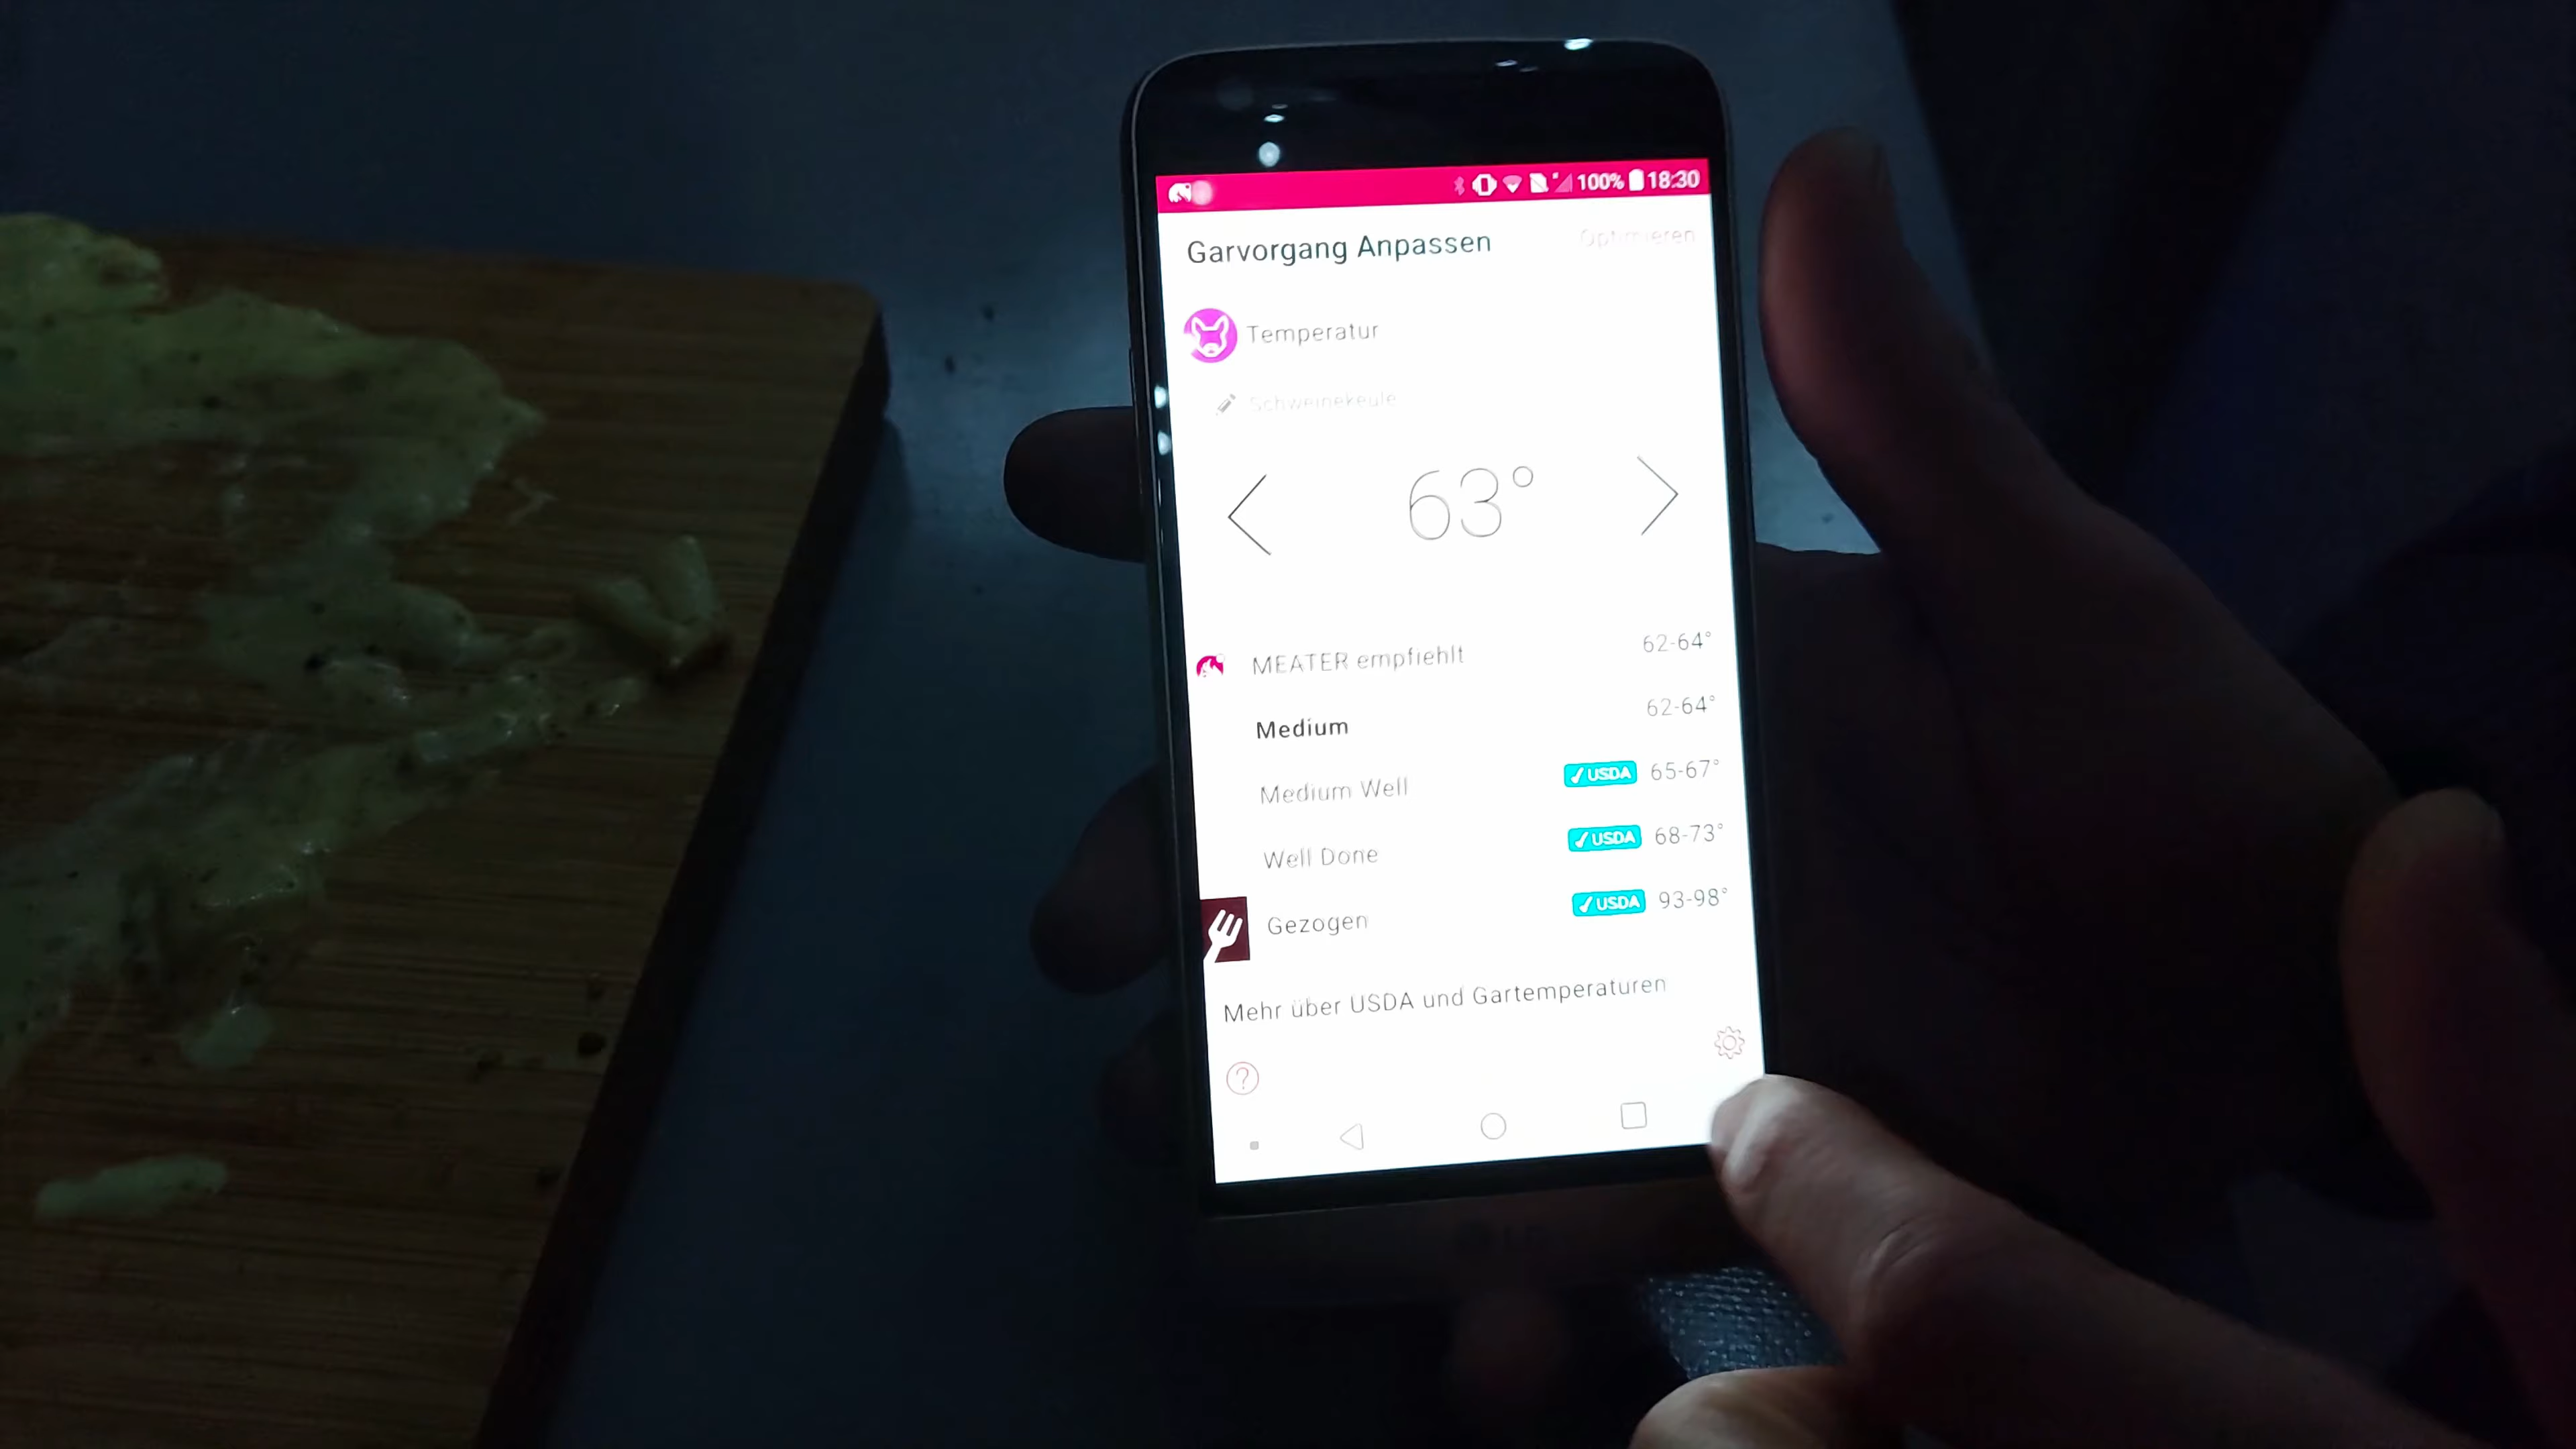 100% 18:30
Garvorgang Anpassen Optimieren
Temperatur
Schweinekeule
63°
MEATER empfiehlt 62-64°
Medium 62-64°
Medium Well ✓USDA 65-67°
Well Done ✓USDA 68-73°
Gezogen ✓USDA 93-98°
Mehr über USDA und Gartemperaturen
?